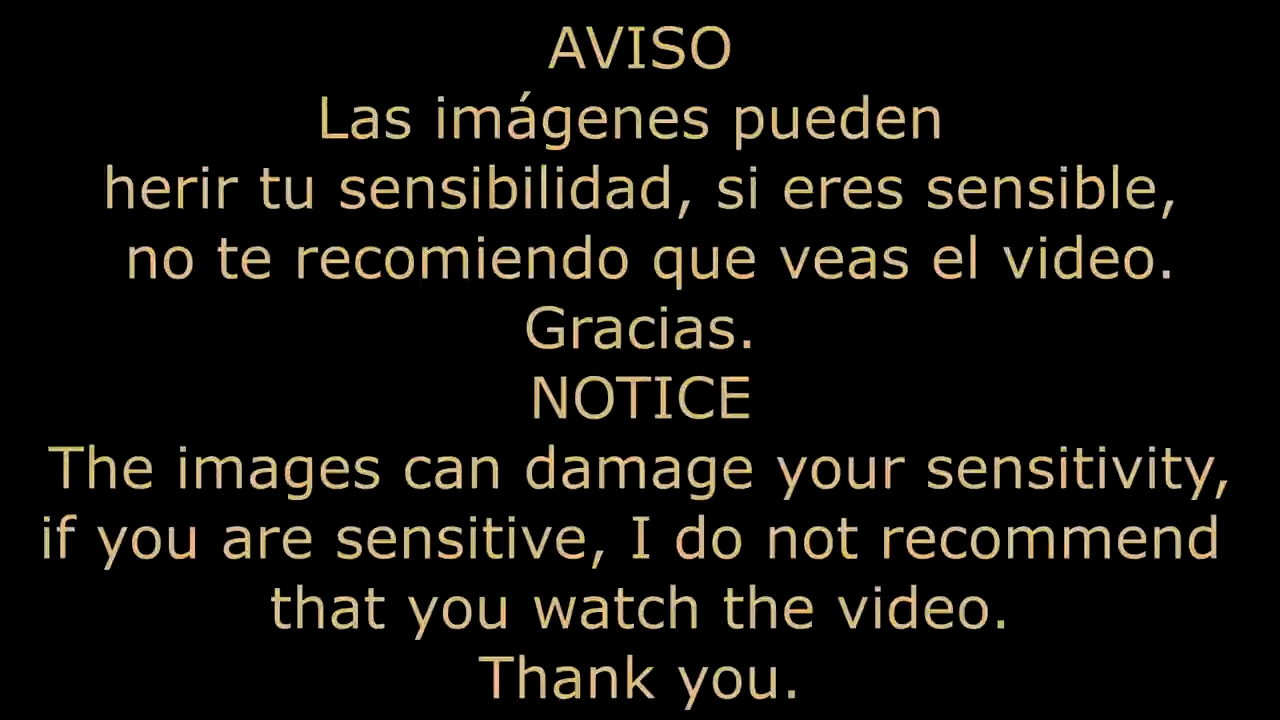 AVISO
Las imágenes pueden
herir tu sensibilidad, si eres sensible,
no te recomiendo que veas el video.
Gracias.
NOTICE
The images can damage your sensitivity,
if you are sensitive, I do not recommend
that you watch the video.
Thank you.